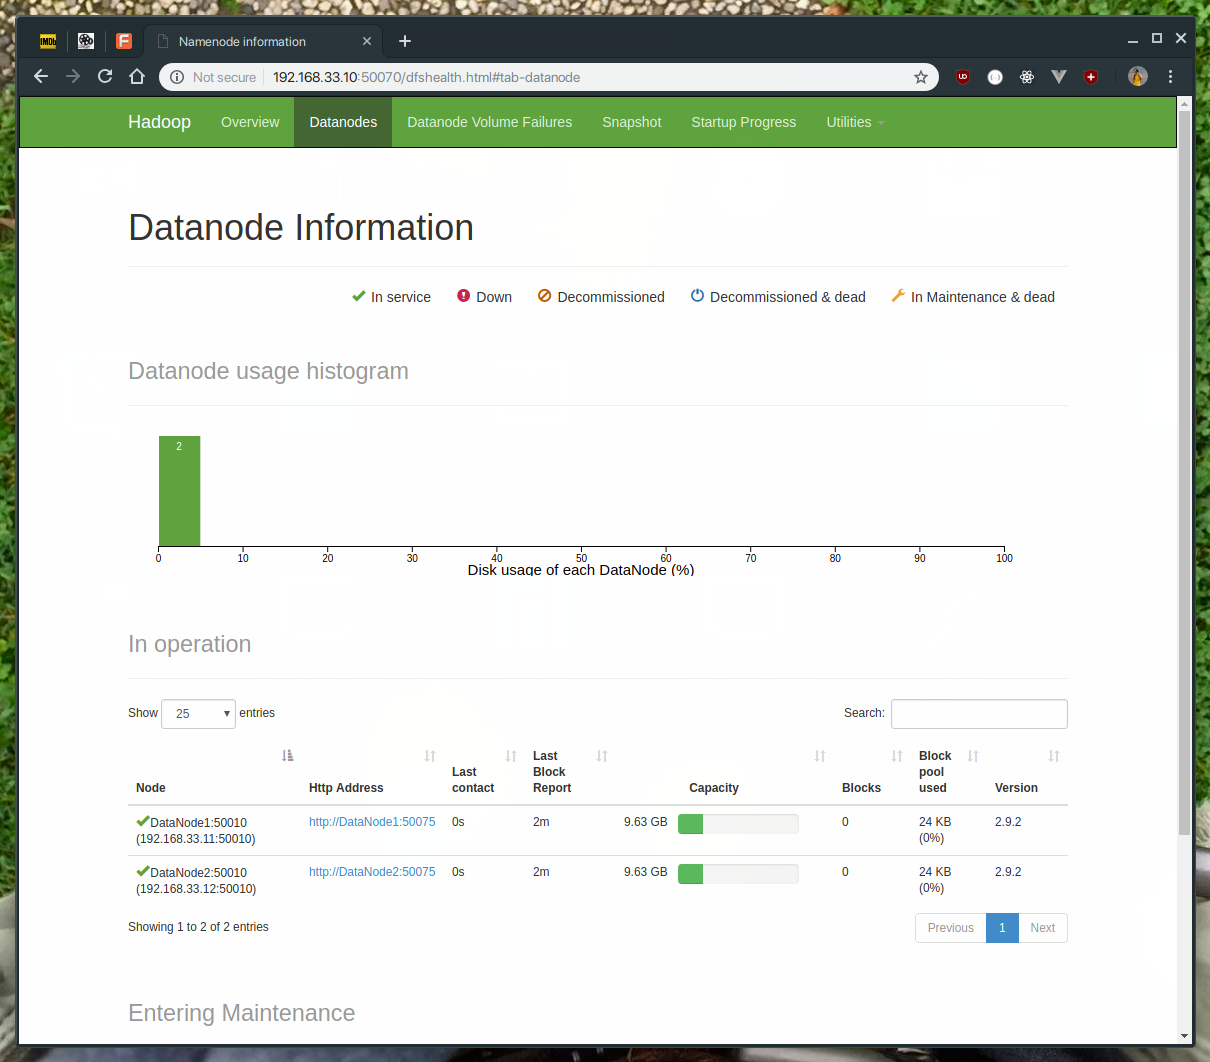 IMDb
F
Namenode information
Not secure 192.168.33.10:50070/dfshealth.html#tab-datanode
Hadoop Overview Datanodes Datanode Volume Failures Snapshot Startup Progress Utilities
Datanode Information
In service Down Decommissioned Decommissioned & dead In Maintenance & dead
Datanode usage histogram
2
0 10 20 30 40 50 60 70 80 90 100
Disk usage of each DataNode (%)
In operation
Show 25 entries Search:
Node Http Address Last contact Last Block Report Capacity Blocks Block pool used Version
DataNode1:50010 http://DataNode1:50075 0s 2m 9.63 GB 0 24 KB 2.9.2
(192.168.33.11:50010) (0%)
DataNode2:50010 http://DataNode2:50075 0s 2m 9.63 GB 0 24 KB 2.9.2
(192.168.33.12:50010) (0%)
Showing 1 to 2 of 2 entries Previous 1 Next
Entering Maintenance